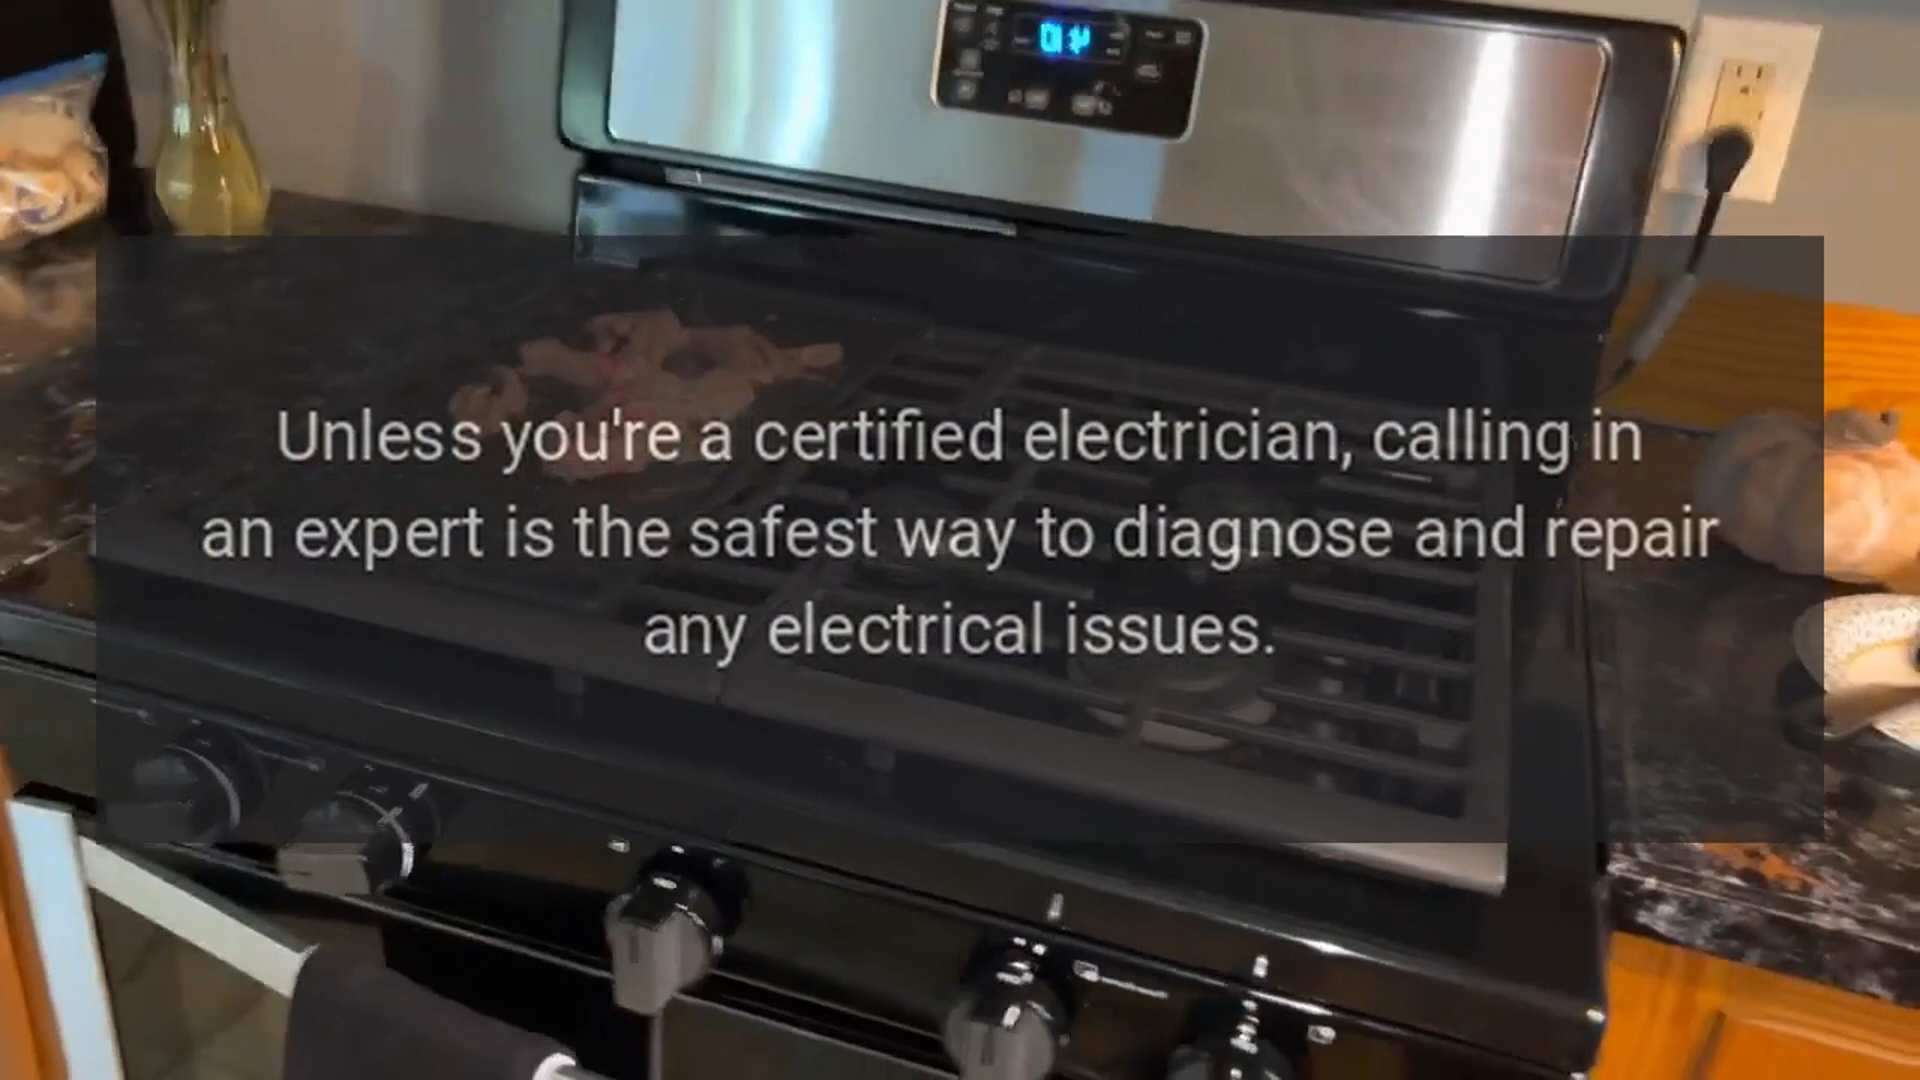 Unless you're a certified electrician, calling in
an expert is the safest way to diagnose and repair
any electrical issues.